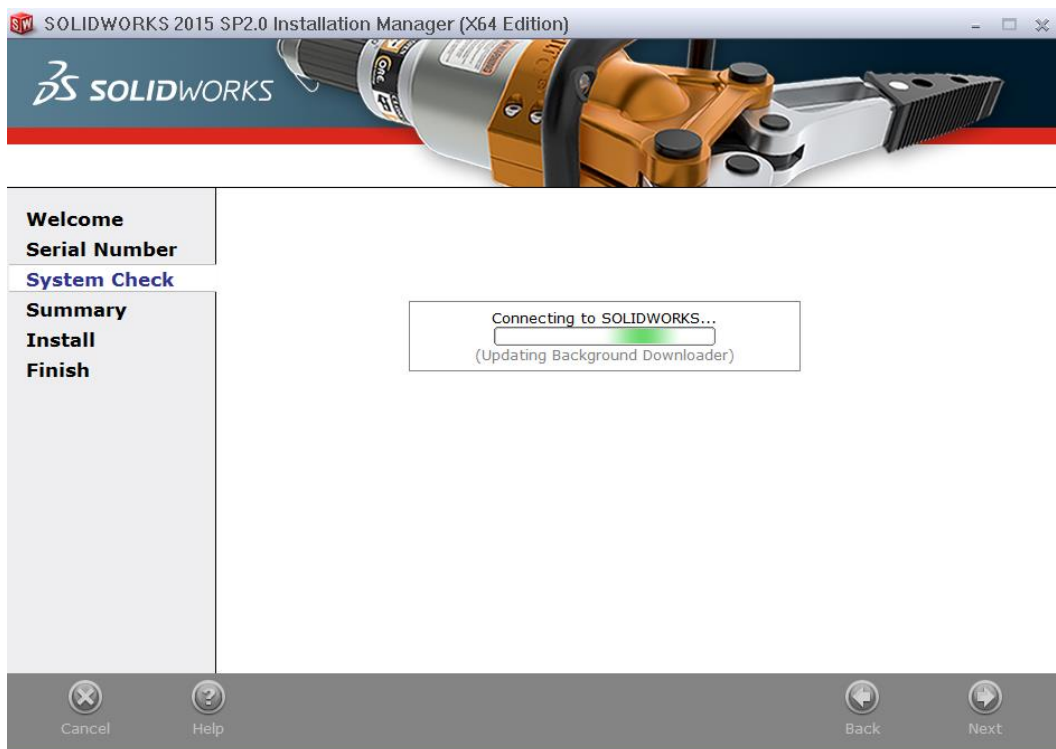 SOLIDWORKS 2015 SP2.0 Installation Manager (X64 Edition)
SOLIDWORKS
CORE
Welcome
Serial Number
System Check
Summary
Install
Finish
Connecting to SOLIDWORKS...
(Updating Background Downloader)
Cancel
Help
Back
Next